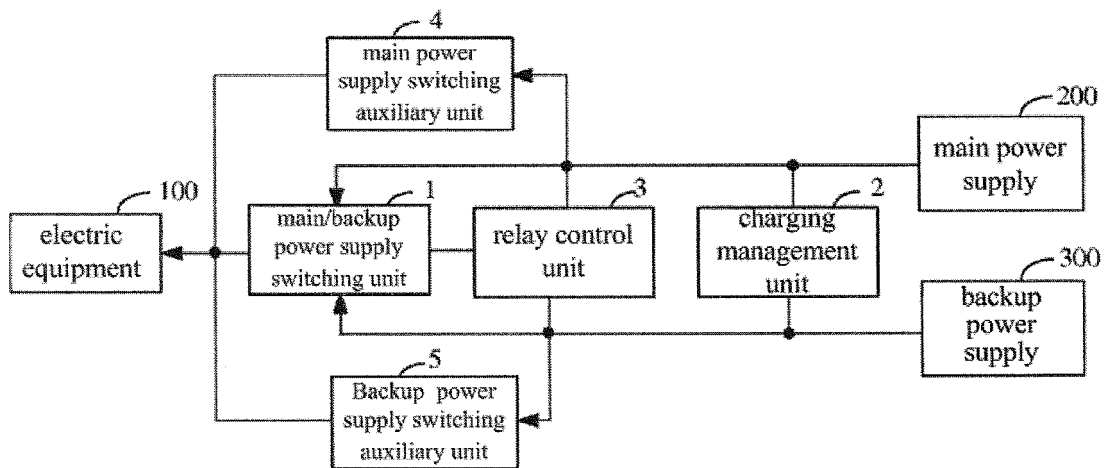 4
main power
supply switching
auxiliary unit
200
main power
supply
100
electric
equipment
1
main/backup
power supply
switching unit
3
relay control
unit
2
charging
management
unit
300
backup
power
supply
5
Backup power
supply switching
auxiliary unit